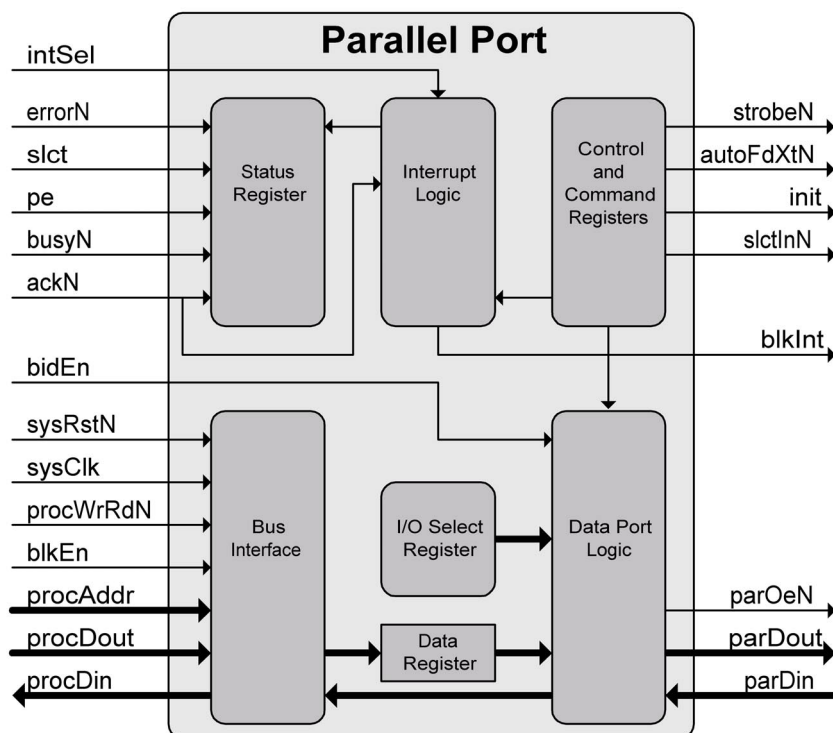 Parallel Port
intSel
errorN
slct
pe
busyN
ackN
Status
Register
Interrupt
Logic
Control
and
Command
Registers
strobeN
autoFdXtN
init
slctInN
blkInt
bidEn
sysRstN
sysClk
procWrRdN
blkEn
procAddr
procDout
procDin
Bus
Interface
I/O Select
Register
Data
Register
Data Port
Logic
parOeN
parDout
parDin